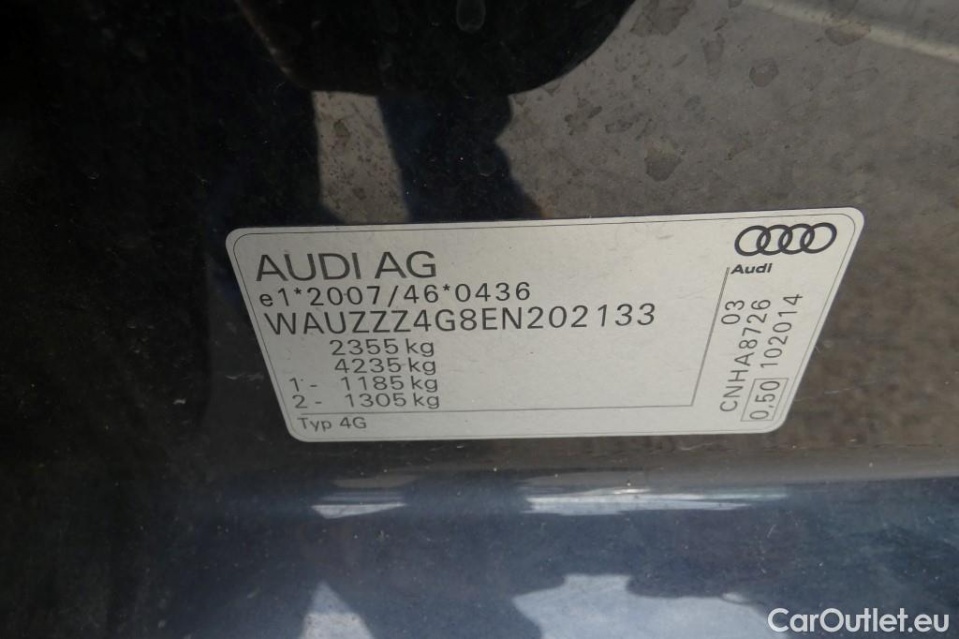 AUDI AG
e1*2007/46*0436
WAUZZZ4G8EN202133
2355 kg
4235 kg
1- 1185 kg
2- 1305 kg
Typ 4G
Audi
03
CNHA8726
102014
0,50
CarOutlet.eu